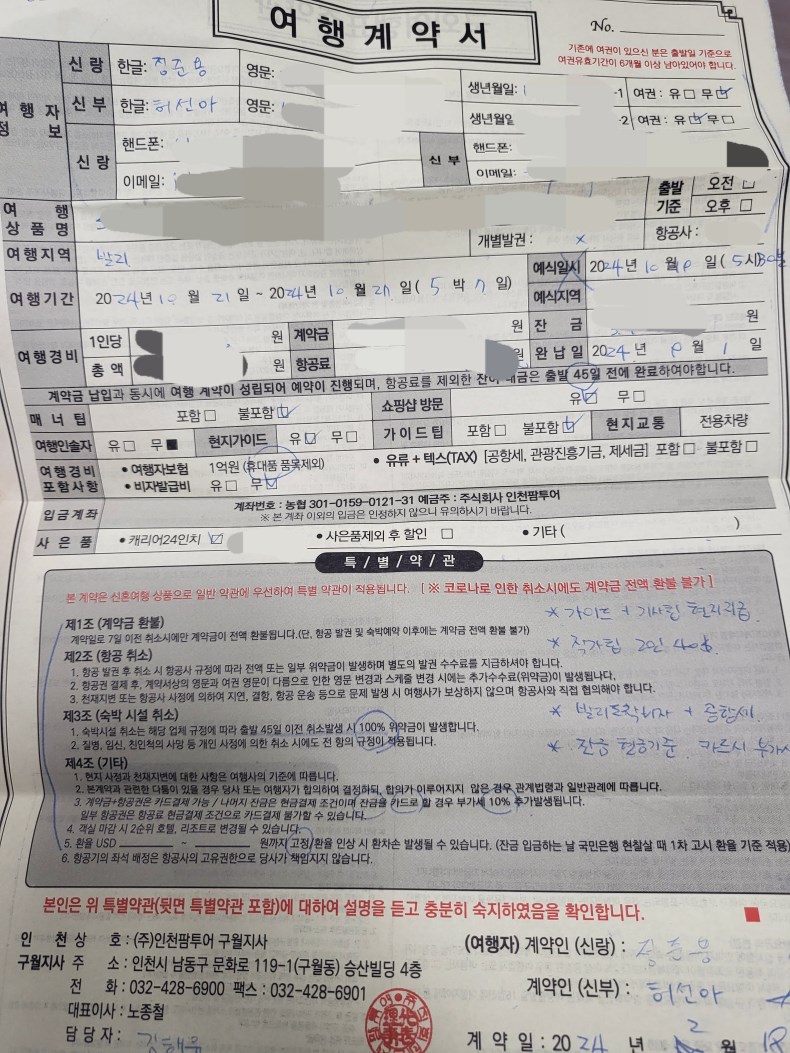 여행계약서
No.
기존에 여권이 있으신 분은 출발일 기준으로
여권유효기간이 6개월 이상 남아있어야 합니다.
여행자 정보
신랑 한글: 정준용 영문: 생년월일: -1 여권 : 유□ 무☑
신부 한글: 허선아 영문: 생년월일 -2 여권 : 유☑ 무□
신랑 핸드폰: 신부 핸드폰:
이메일: 이메일:
여행상품명 출발기준 오전 □
오후 □
개별발권 : × 항공사 :
여행지역 발리
예식일시 2024년 10월 일 ( 5시30분
여행기간 2024년 10월 21일 ~ 2024년 10월 27일 ( 5박 7일) 예식지역
여행경비 1인당 원 계약금 원 잔금 원
총액 원 항공료 원 완납일 2024년 월 1일
계약금 납입과 동시에 여행 계약이 성립되어 예약이 진행되며, 항공료를 제외한 잔여 대금은 출발 45일 전에 완료하여야합니다.
매너팁 포함□ 불포함☑ 쇼핑샵 방문 유☑ 무□
여행인솔자 유□ 무■ 현지가이드 유☑ 무□ 가이드팁 포함□ 불포함☑ 현지교통 전용차량
여행경비 포함사항 • 여행자보험 1억원 (휴대품 품목제외) • 유류 + 텍스(TAX) [공항세, 관광진흥기금, 제세금] 포함□ 불포함□
• 비자발급비 유□ 무☑
입금계좌 계좌번호 : 농협 301-0159-0121-31 예금주 : 주식회사 인천팜투어
※ 본 계좌 이외의 입금은 인정하지 않으니 유의하시기 바랍니다.
사은품 • 캐리어24인치 ☑ • 사은품제외 후 할인 □ • 기타 ( )
특/별/약/관
본 계약은 신혼여행 상품으로 일반 약관에 우선하여 특별 약관이 적용됩니다. [ ※ 코로나로 인한 취소시에도 계약금 전액 환불 불가 ]
제1조 (계약금 환불)
계약일로 7일 이전 취소시에만 계약금이 전액 환불됩니다.(단, 항공 발권 및 숙박예약 이후에는 계약금 전액 환불 불가)
* 가이드 + 기사팁 현지지급
제2조 (항공 취소)
* 작가팁 2인 40$
1. 항공 발권 후 취소 시 항공사 규정에 따라 전액 또는 일부 위약금이 발생하며 별도의 발권 수수료를 지급하셔야 합니다.
2. 항공권 결제 후, 계약서상의 영문과 여권 영문이 다름으로 인한 영문 변경과 스케줄 변경 시에는 추가수수료(위약금)이 발생된니다,
3. 천재지변 또는 항공사 사정에 의하여 지연, 결항, 항공 운송 등으로 문제 발생 시 여행사가 보상하지 않으며 항공사와 직접 협의해야 합니다.
제3조 (숙박 시설 취소)
* 발리도착비자 + 관광세
1. 숙박시설 취소는 해당 업체 규정에 따라 출발 45일 이전 취소발생 시 100% 위약금이 발생합니다.
2. 질병, 임신, 친인척의 사망 등 개인 사정에 의한 취소 시에도 전 항의 규정이 적용됩니다.
* 잔금 현금기준. 카드시 부가세
제4조 (기타)
1. 현지 사정과 천재지변에 대한 사항은 여행사의 기준에 따릅니다.
2. 본계약과 관련한 다툼이 있을 경우 당사 또는 여행자가 합의하여 결정하되, 합의가 이루어지지 않은 경우 관계법령과 일반관례에 따릅니다.
3. 계약금+항공권은 카드결제 가능 / 나머지 잔금은 현금결제 조건이며 잔금을 카드로 할 경우 부가세 10% 추가발생됩니다.
일부 항공권은 항공료 현금결제 조건으로 카드결제 불가할 수 있습니다.
4. 객실 마감 시 2순위 호텔, 리조트로 변경될 수 있습니다.
5. 환율 USD ~ 원까지 고정/환율 인상 시 환차손 발생될 수 있습니다. (잔금 입금하는 날 국민은행 현찰살 때 1차 고시 환율 기준 적용)
6. 항공기의 좌석 배정은 항공사의 고유권한으로 당사가 책임지지 않습니다.
본인은 위 특별약관(뒷면 특별약관 포함)에 대하여 설명을 듣고 충분히 숙지하였음을 확인합니다.
인천 구월지사
상 호 : (주)인천팜투어 구월지사
주 소 : 인천시 남동구 문화로 119-1(구월동) 승산빌딩 4층
전 화 : 032-428-6900 팩스 : 032-428-6901
대표이사 : 노종철
담당자 :
(여행자) 계약인 (신랑) : 정준용
계약인 (신부) : 허선아
계약일 : 2024년 2월 18